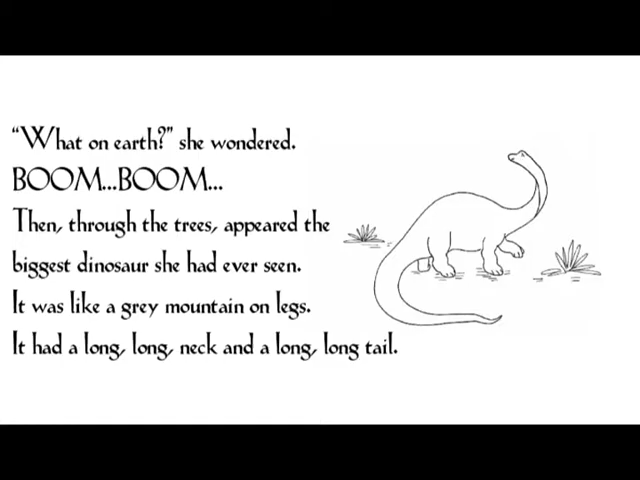 "What on earth?" she wondered.
BOOM...BOOM...
Then, through the trees, appeared the
biggest dinosaur she had ever seen.
It was like a grey mountain on legs.
It had a long, long, neck and a long, long tail.